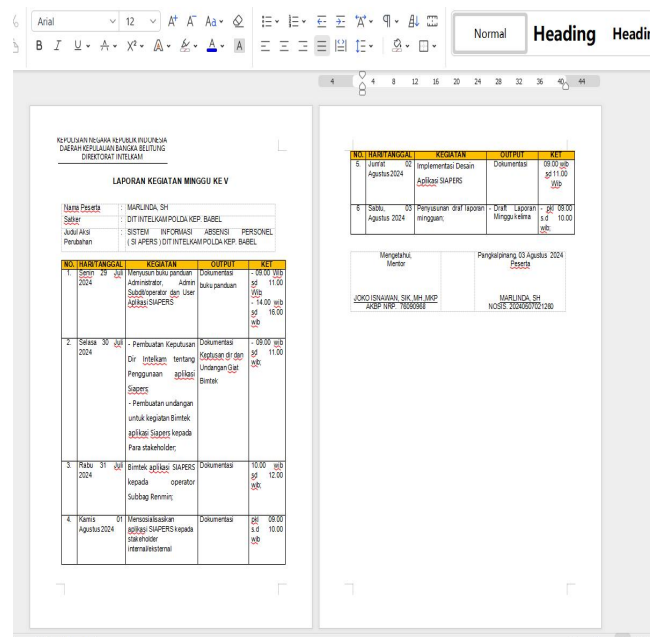 Arial 12
Normal Heading Headin
4 4 8 12 16 20 24 28 32 36 40 44
KEPOLISIAN NEGARA REPUBLIK INDONESIA
DAERAH KEPULAUAN BANGKA BELITUNG
DIREKTORAT INTELKAM
LAPORAN KEGIATAN MINGGU KE V
Nama Peserta : MARLINDA, SH
Satker : DIT INTELKAM POLDA KEP. BABEL
Judul Aksi : SISTEM INFORMASI ABSENSI PERSONEL
Perubahan ( SI APERS ) DIT INTELKAM POLDA KEP. BABEL
NO. HARI/TANGGAL KEGIATAN OUTPUT KET
1. Senin 29 Juli Menyusun buku panduan Dokumentasi - 09.00 Wib
2024 Administrator, Admin buku panduan sd 11.00
Subdit/operator dan User Wib
Aplikasi SIAPERS - 14.00 wib
sd 16.00
wib
2. Selasa 30 Juli - Pembuatan Keputusan Dokumentasi - 09.00 wib
2024 Dir Intelkam tentang Keptusan dir dan sd 11.00
Penggunaan aplikasi Undangan Giat wib;
Siapers; Bimtek
- Pembuatan undangan
untuk kegiatan Bimtek
aplikasi Siapers kepada
Para stakeholder;
3. Rabu 31 Juli Bimtek aplikasi SIAPERS Dokumentasi 10.00 wib
2024 kepada operator sd 12.00
Subbag Renmin; wib;
4. Kamis 01 Mensosialisasikan Dokumentasi pkl 09.00
Agustus 2024 aplikasi SIAPERS kepada s.d 10.00
stakeholder wib
internal/eksternal
NO. HARI/TANGGAL KEGIATAN OUTPUT KET
5. Jum'at 02 Implementasi Desain Dokumentasi 09.00 wib
Agustus 2024 Aplikasi SIAPERS sd 11.00
Wib
6 Sabtu, 03 Penyusunan draf laporan - Draft Laporan - pkl 09.00
Agustus 2024 mingguan; Minggu kelima s.d 10.00
wib;
Mengetahui, Pangkalpinang, 03 Agustus 2024
Mentor Peserta
JOKO ISNAWAN, SIK.,MH.,MKP MARLINDA, SH
AKBP NRP. 76090968 NOSIS. 20240507021280